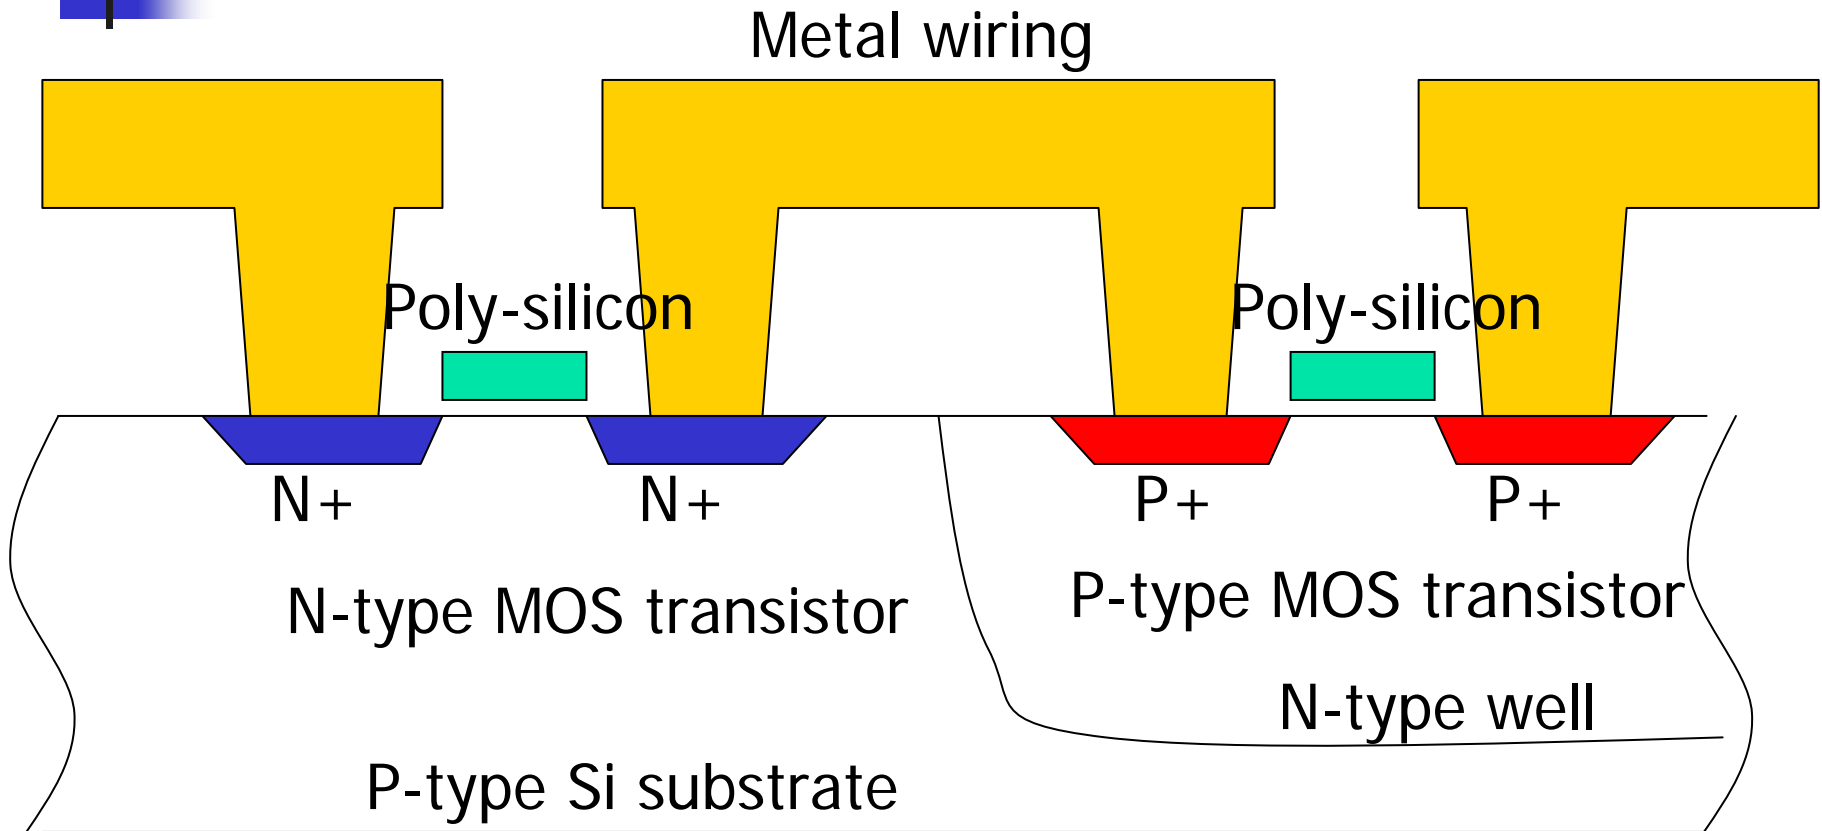 Metal wiring
Poly-silicon
Poly-silicon
N+
N+
P+
P+
N-type MOS transistor
P-type MOS transistor
N-type well
P-type Si substrate